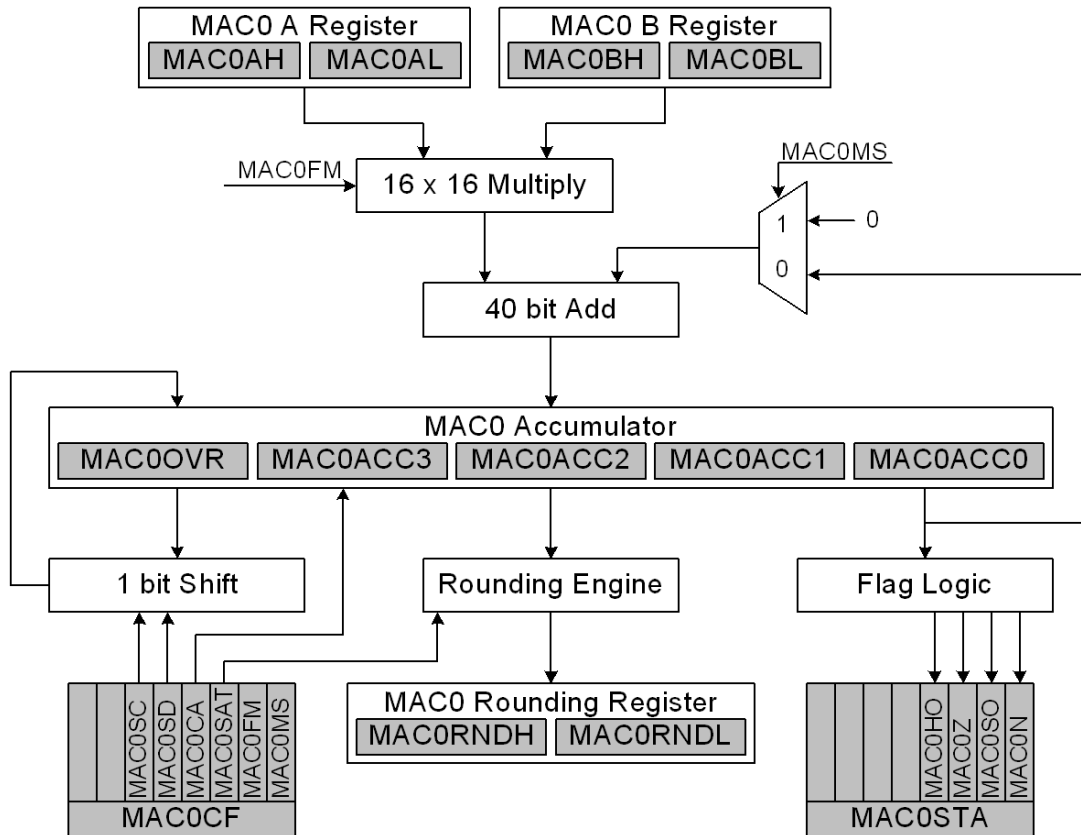 MAC0 A Register
MAC0AH MAC0AL
MAC0 B Register
MAC0BH MAC0BL
MAC0FM
16 x 16 Multiply
MAC0MS
1
0
0
40 bit Add
MAC0 Accumulator
MAC0OVR MAC0ACC3 MAC0ACC2 MAC0ACC1 MAC0ACC0
1 bit Shift
Rounding Engine
Flag Logic
MAC0SC
MAC0SD
MAC0CA
MAC0SAT
MAC0FM
MAC0MS
MAC0CF
MAC0 Rounding Register
MAC0RNDH MAC0RNDL
MAC0HO
MAC0Z
MAC0SO
MAC0N
MAC0STA